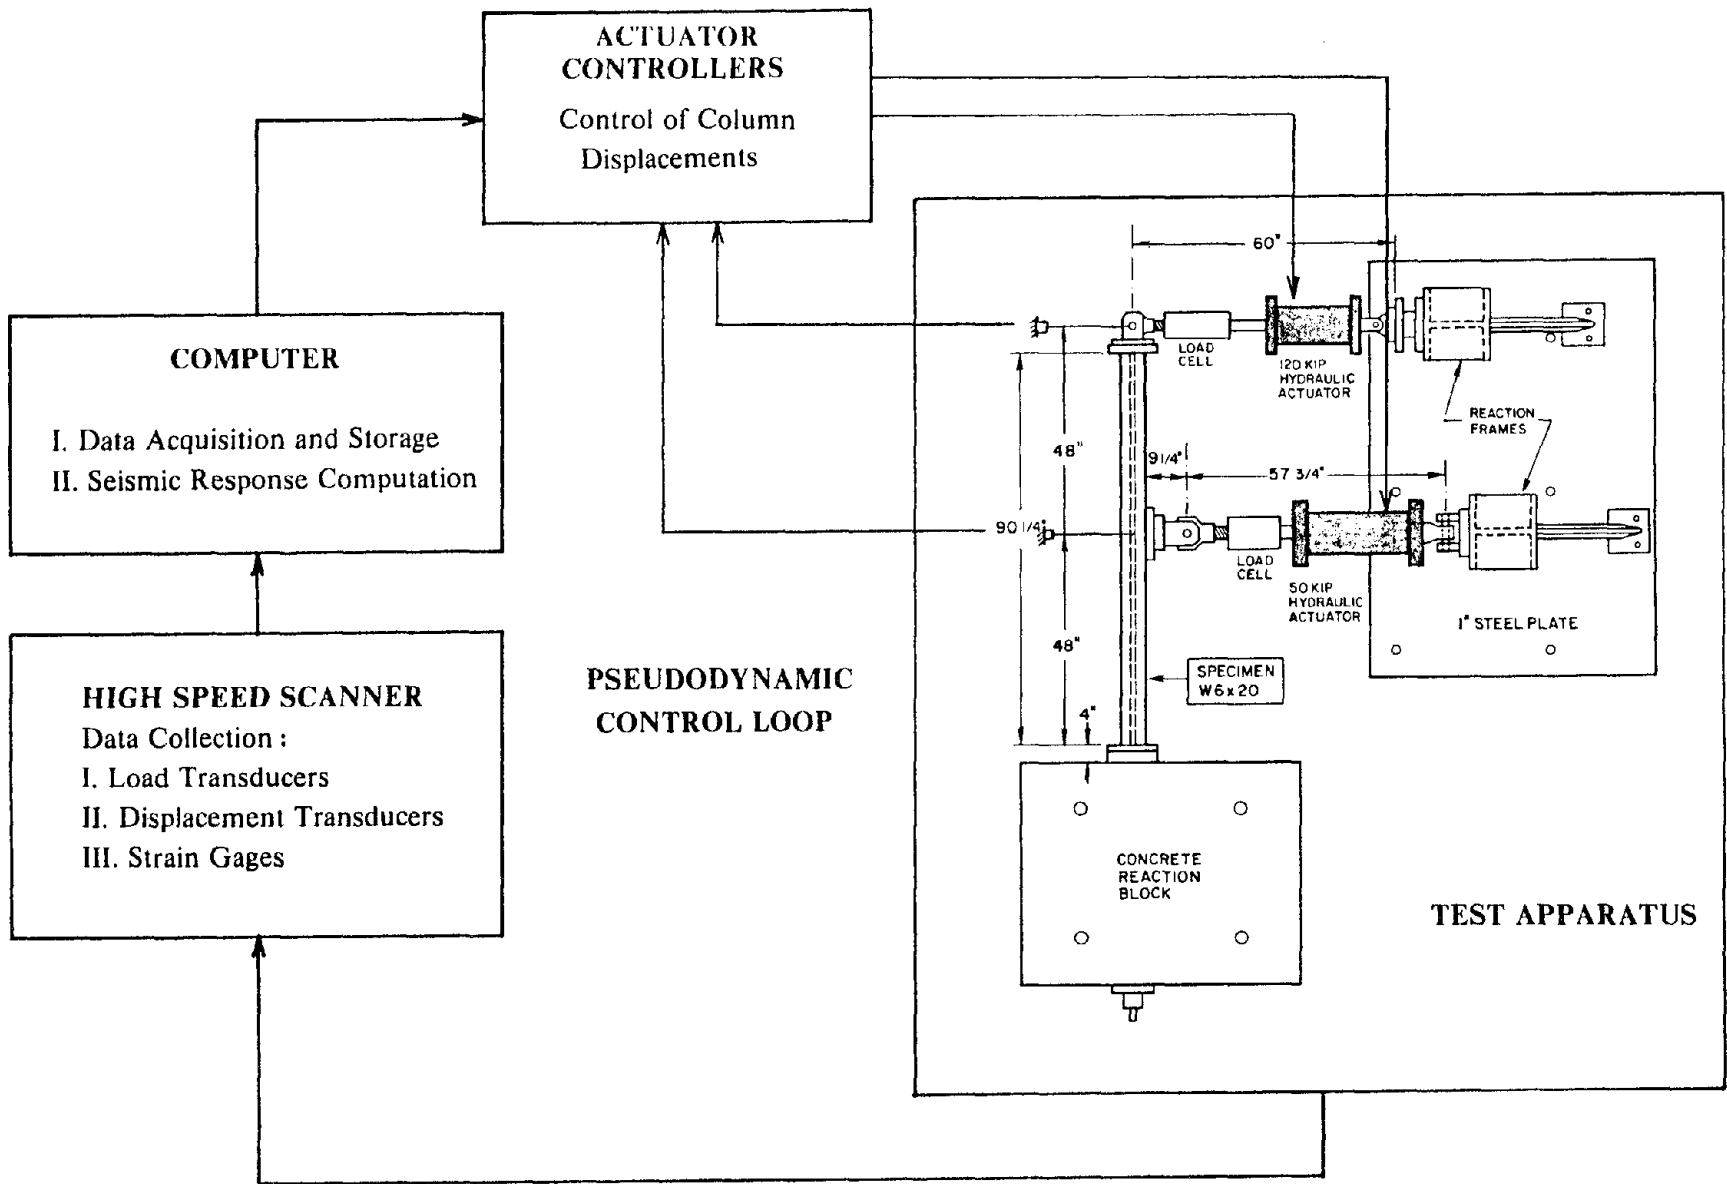 ACTUATOR
CONTROLLERS
Control of Column
Displacements
COMPUTER
I. Data Acquisition and Storage
II. Seismic Response Computation
HIGH SPEED SCANNER
Data Collection :
I. Load Transducers
II. Displacement Transducers
III. Strain Gages
PSEUDODYNAMIC
CONTROL LOOP
60"
LOAD
CELL
120 KIP
HYDRAULIC
ACTUATOR
REACTION
FRAMES
48"
9 1/4"
57 3/4"
90 1/4"
LOAD
CELL
50 KIP
HYDRAULIC
ACTUATOR
1" STEEL PLATE
48"
SPECIMEN
W6x20
4"
CONCRETE
REACTION
BLOCK
TEST APPARATUS